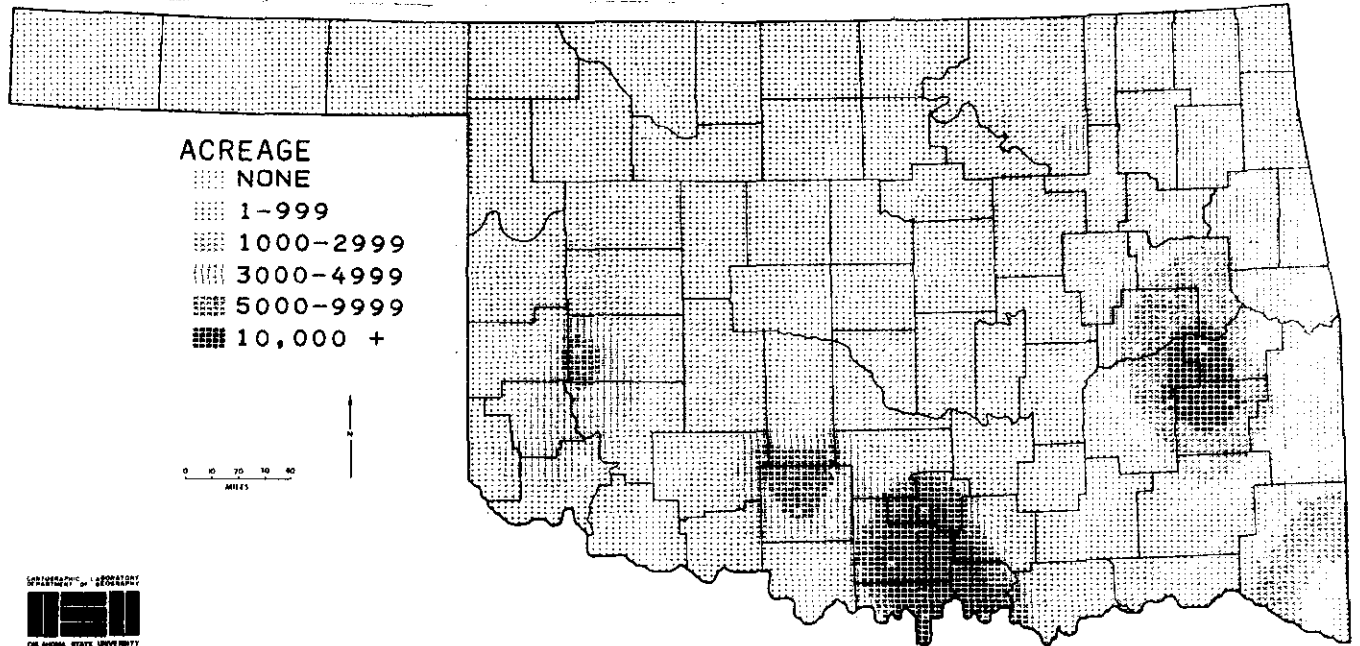 ACREAGE
NONE
1-999
1000-2999
3000-4999
5000-9999
10,000 +
N
MILES
CARTOGRAPHIC LABORATORY
DEPARTMENT OF GEOGRAPHY
OKLAHOMA STATE UNIVERSITY